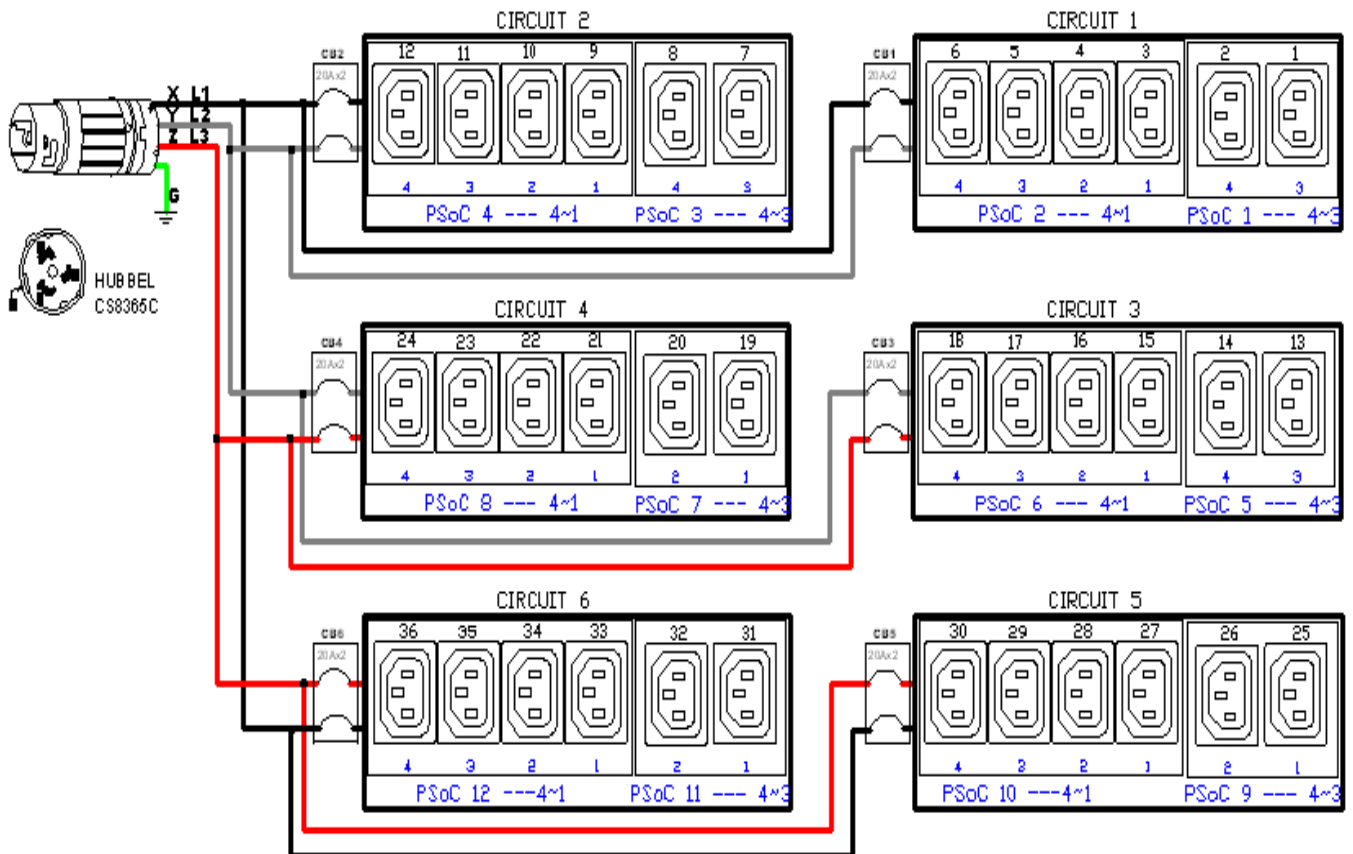 CIRCUIT 2
CIRCUIT 1
CB2
20Ax2
12 11 10 9 8 7
4 3 2 1 4 3
PSoC 4 --- 4~1 PSoC 3 --- 4~3
CB1
20Ax2
6 5 4 3 2 1
4 3 2 1 4 3
PSoC 2 --- 4~1 PSoC 1 --- 4~3
X L1
Y L2
Z L3
G
HUBBEL
CS8365C
CIRCUIT 4
CIRCUIT 3
CB4
20Ax2
24 23 22 21 20 19
4 3 2 1 2 1
PSoC 8 --- 4~1 PSoC 7 --- 4~3
CB3
20Ax2
18 17 16 15 14 13
4 3 2 1 4 3
PSoC 6 --- 4~1 PSoC 5 --- 4~3
CIRCUIT 6
CIRCUIT 5
CB6
20Ax2
36 35 34 33 32 31
4 3 2 1 2 1
PSoC 12 ---4~1 PSoC 11 --- 4~3
CB5
20Ax2
30 29 28 27 26 25
4 3 2 1 2 1
PSoC 10 ---4~1 PSoC 9 --- 4~3